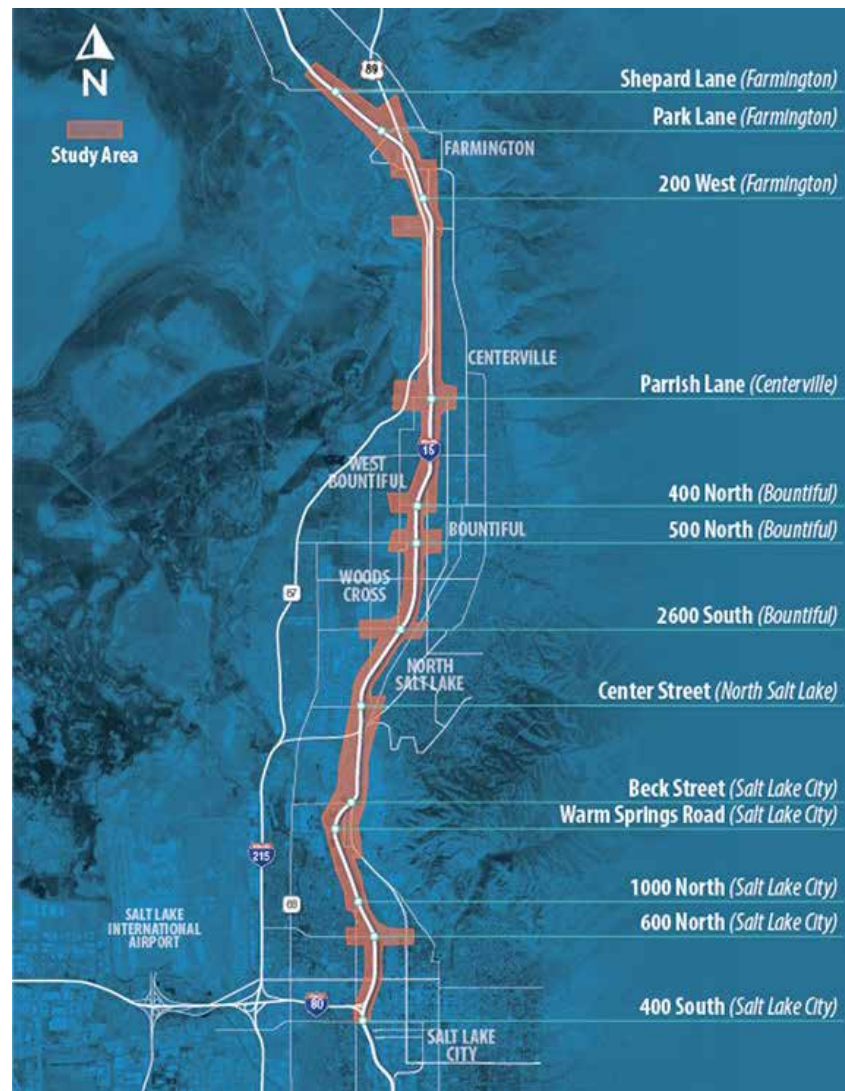 N
Study Area
89
Shepard Lane (Farmington)
Park Lane (Farmington)
FARMINGTON
200 West (Farmington)
CENTERVILLE
Parrish Lane (Centerville)
15
WEST
BOUNTIFUL
400 North (Bountiful)
BOUNTIFUL
500 North (Bountiful)
WOODS
CROSS
67
2600 South (Bountiful)
NORTH
SALT LAKE
Center Street (North Salt Lake)
Beck Street (Salt Lake City)
Warm Springs Road (Salt Lake City)
215
1000 North (Salt Lake City)
68
SALT LAKE
INTERNATIONAL
AIRPORT
600 North (Salt Lake City)
80
400 South (Salt Lake City)
SALT LAKE
CITY